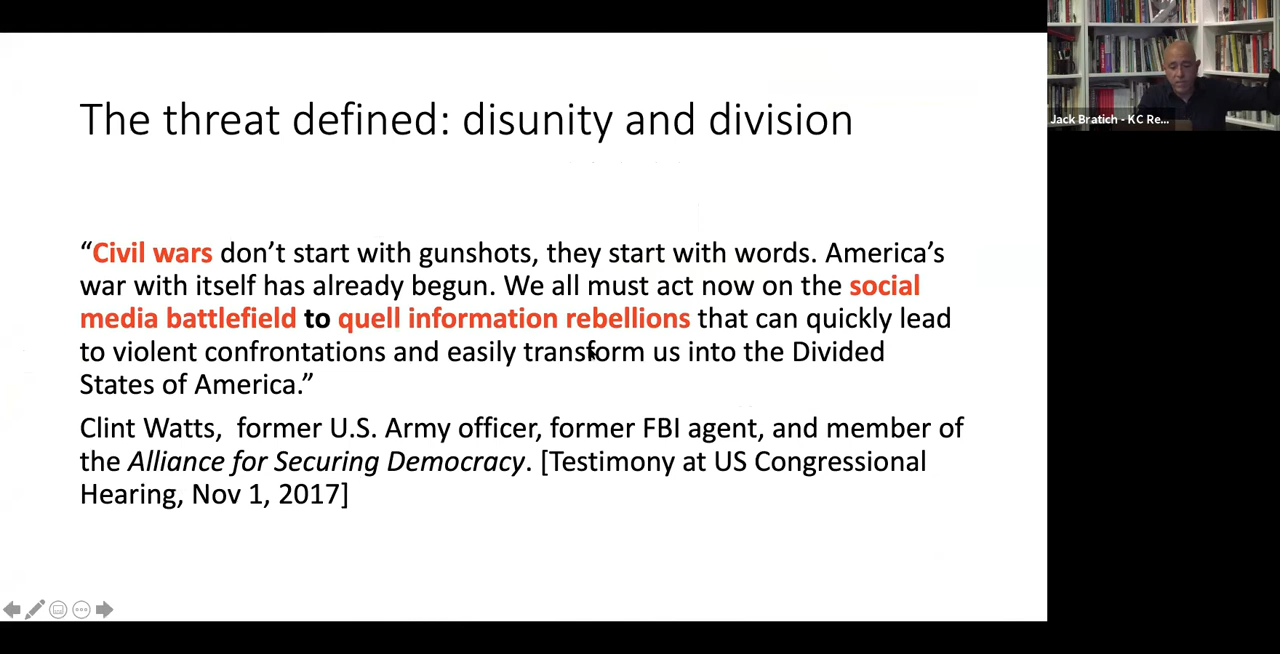 The threat defined: disunity and division
“Civil wars don’t start with gunshots, they start with words. America’s
war with itself has already begun. We all must act now on the social
media battlefield to quell information rebellions that can quickly lead
to violent confrontations and easily transform us into the Divided
States of America.”
Clint Watts, former U.S. Army officer, former FBI agent, and member of
the Alliance for Securing Democracy. [Testimony at US Congressional
Hearing, Nov 1, 2017]
Jack Bratich - KC Re...